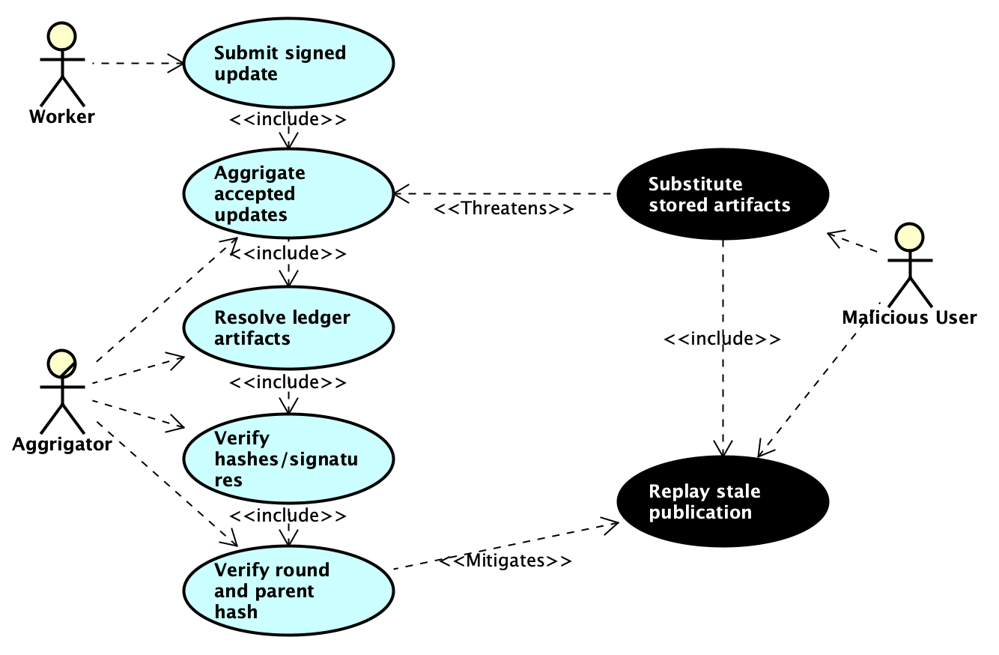 Submit signed
update
Worker
<<include>>
Aggrigate
accepted
updates
Substitute
stored artifacts
<<Threatens>>
<<include>>
Resolve ledger
artifacts
Malicious User
<<include>>
<<include>>
Aggrigator
Verify
hashes/signatu
res
Replay stale
publication
<<include>>
<<Mitigates>>
Verify round
and parent
hash